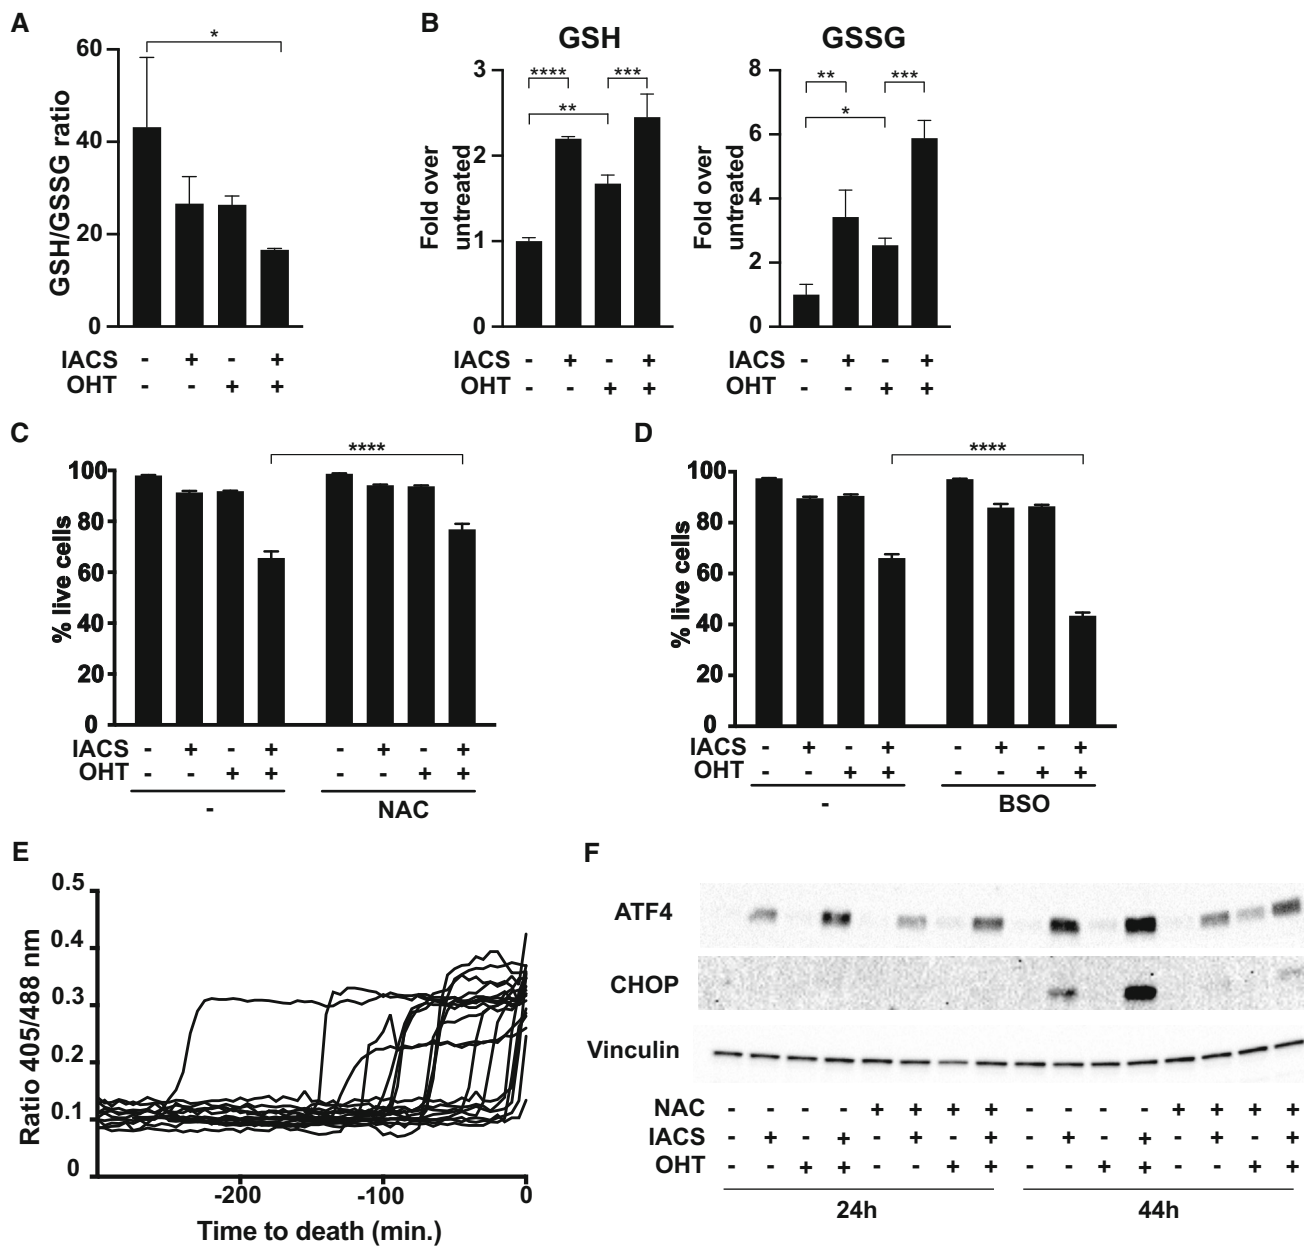 A
*
60
40
20
0
GSH/GSSG ratio
IACS - + - +
OHT - - + +
B
GSH
3
2
1
0
Fold over
untreated
**** ***
**
IACS - + - +
OHT - - + +
GSSG
8
6
4
2
0
Fold over
untreated
** ***
*
IACS - + - +
OHT - - + +
C
****
100
80
60
40
20
0
% live cells
IACS - + - + - + - +
OHT - - + + - - + +
- NAC
D
****
100
80
60
40
20
0
% live cells
IACS - + - + - + - +
OHT - - + + - - + +
- BSO
E
0.5
0.4
0.3
0.2
0.1
0
Ratio 405/488 nm
-200 -100 0
Time to death (min.)
F
ATF4
CHOP
Vinculin
NAC - - - - + + + + - - - - + + + +
IACS - + - + - + - + - + - + - + - +
OHT - - + + - - + + - - + + - - + +
24h 44h